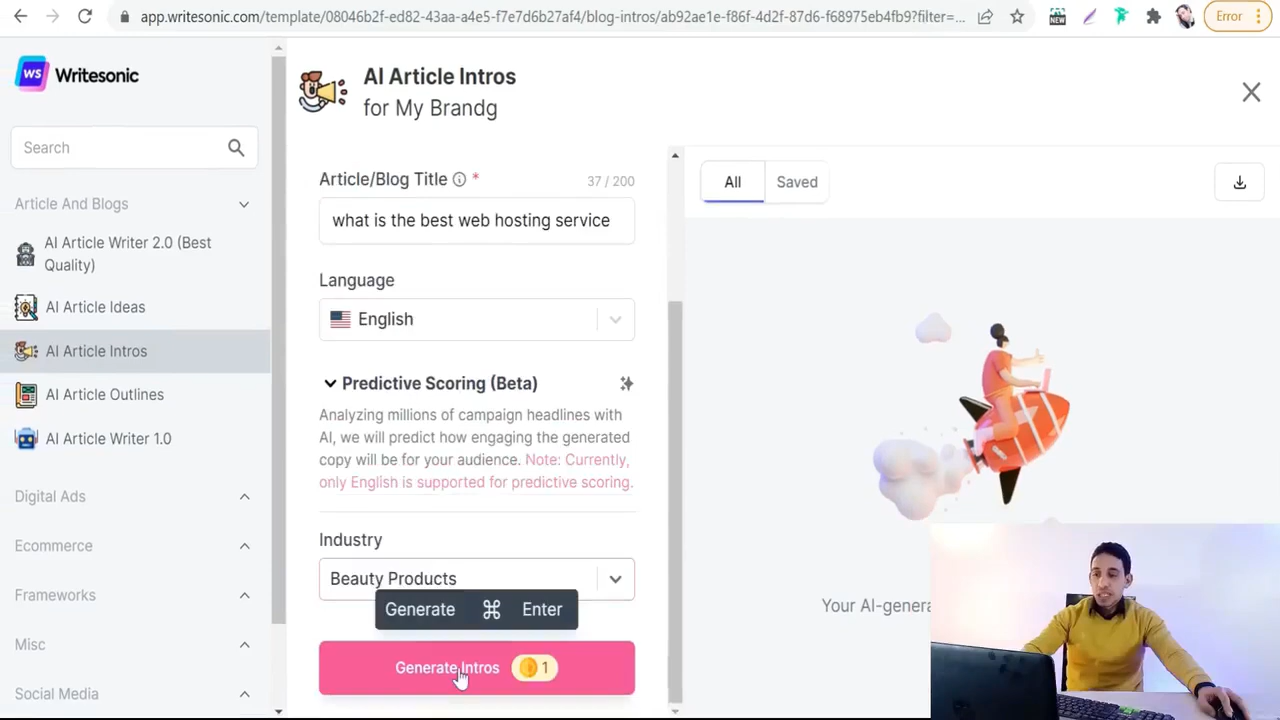 app.writesonic.com/template/08046b2f-ed82-43aa-a4e5-f7e7d6b27af4/blog-intros/ab92ae1e-f86f-4d2f-87d6-f68975eb4fb9?filter=...
NEW
Error
WS
Writesonic
Search
Article And Blogs
AI Article Writer 2.0 (Best
Quality)
AI Article Ideas
AI Article Intros
AI Article Outlines
AI Article Writer 1.0
Digital Ads
Ecommerce
Frameworks
Misc
Social Media
AI Article Intros
for My Brandg
Article/Blog Title *
37 / 200
what is the best web hosting service
Language
English
Predictive Scoring (Beta)
Analyzing millions of campaign headlines with
AI, we will predict how engaging the generated
copy will be for your audience. Note: Currently,
only English is supported for predictive scoring.
Industry
Beauty Products
Generate ⌘ Enter
Generate Intros 1
All
Saved
Your AI-genera